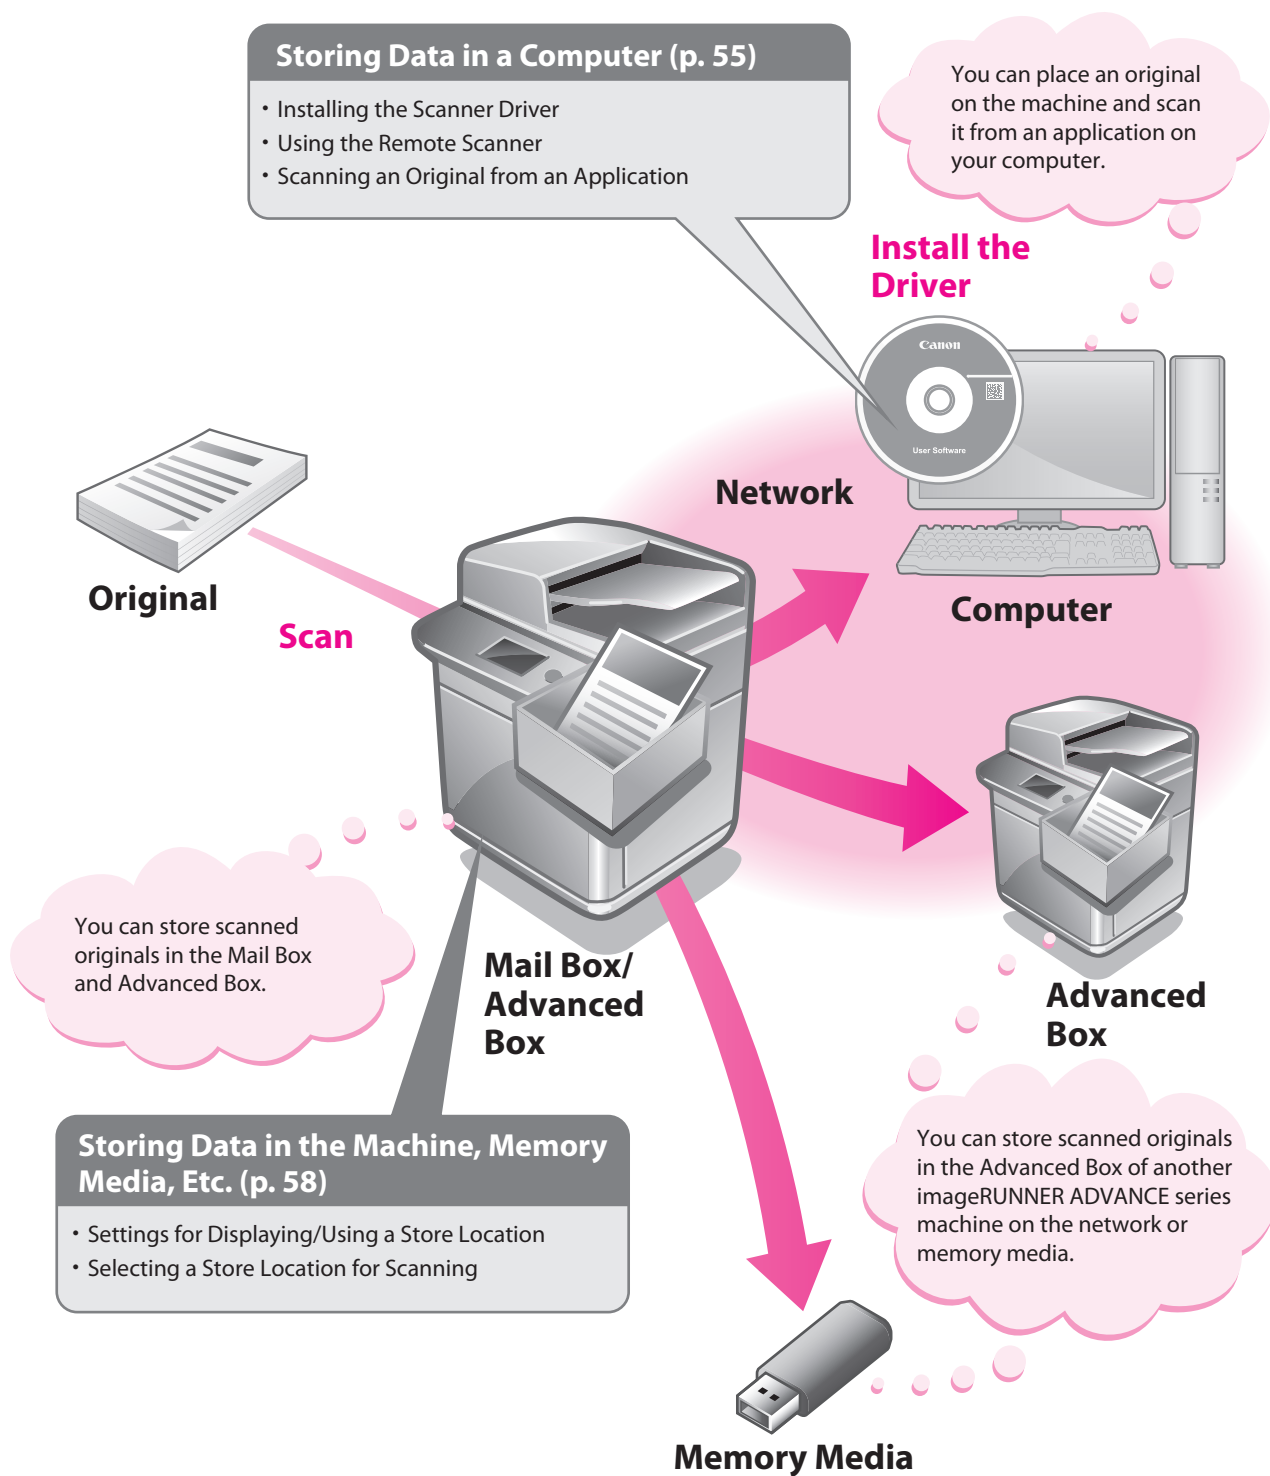 Storing Data in a Computer (p. 55)
• Installing the Scanner Driver
• Using the Remote Scanner
• Scanning an Original from an Application
You can place an original
on the machine and scan
it from an application on
your computer.
Install the
Driver
Canon
User Software
Network
Computer
Original
Scan
You can store scanned
originals in the Mail Box
and Advanced Box.
Mail Box/
Advanced
Box
Advanced
Box
Storing Data in the Machine, Memory
Media, Etc. (p. 58)
• Settings for Displaying/Using a Store Location
• Selecting a Store Location for Scanning
You can store scanned originals
in the Advanced Box of another
imageRUNNER ADVANCE series
machine on the network or
memory media.
Memory Media